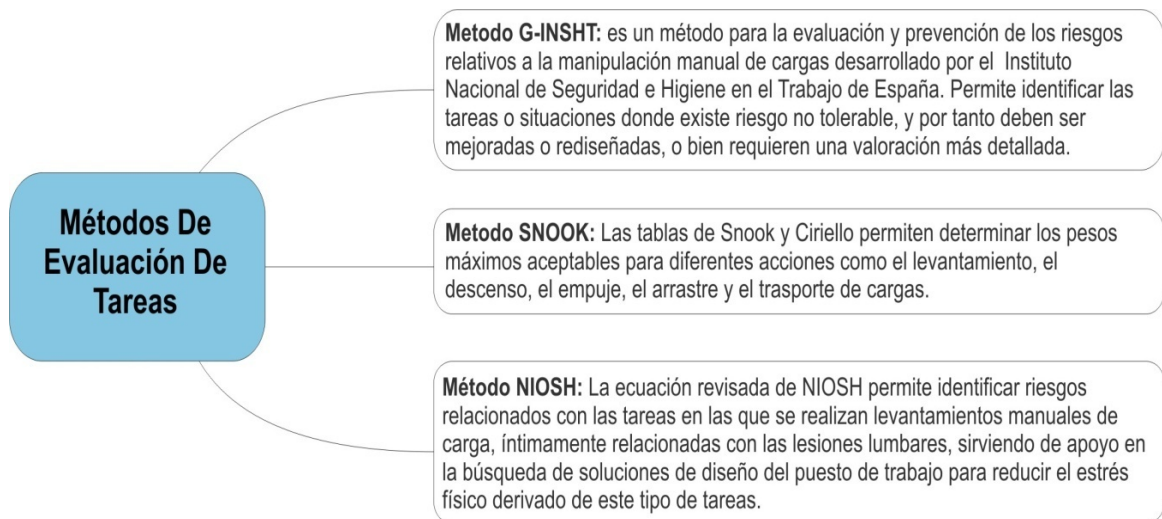 Métodos De
Evaluación De
Tareas
Metodo G-INSHT: es un método para la evaluación y prevención de los riesgos
relativos a la manipulación manual de cargas desarrollado por el Instituto
Nacional de Seguridad e Higiene en el Trabajo de España. Permite identificar las
tareas o situaciones donde existe riesgo no tolerable, y por tanto deben ser
mejoradas o rediseñadas, o bien requieren una valoración más detallada.
Metodo SNOOK: Las tablas de Snook y Ciriello permiten determinar los pesos
máximos aceptables para diferentes acciones como el levantamiento, el
descenso, el empuje, el arrastre y el trasporte de cargas.
Método NIOSH: La ecuación revisada de NIOSH permite identificar riesgos
relacionados con las tareas en las que se realizan levantamientos manuales de
carga, íntimamente relacionadas con las lesiones lumbares, sirviendo de apoyo en
la búsqueda de soluciones de diseño del puesto de trabajo para reducir el estrés
físico derivado de este tipo de tareas.